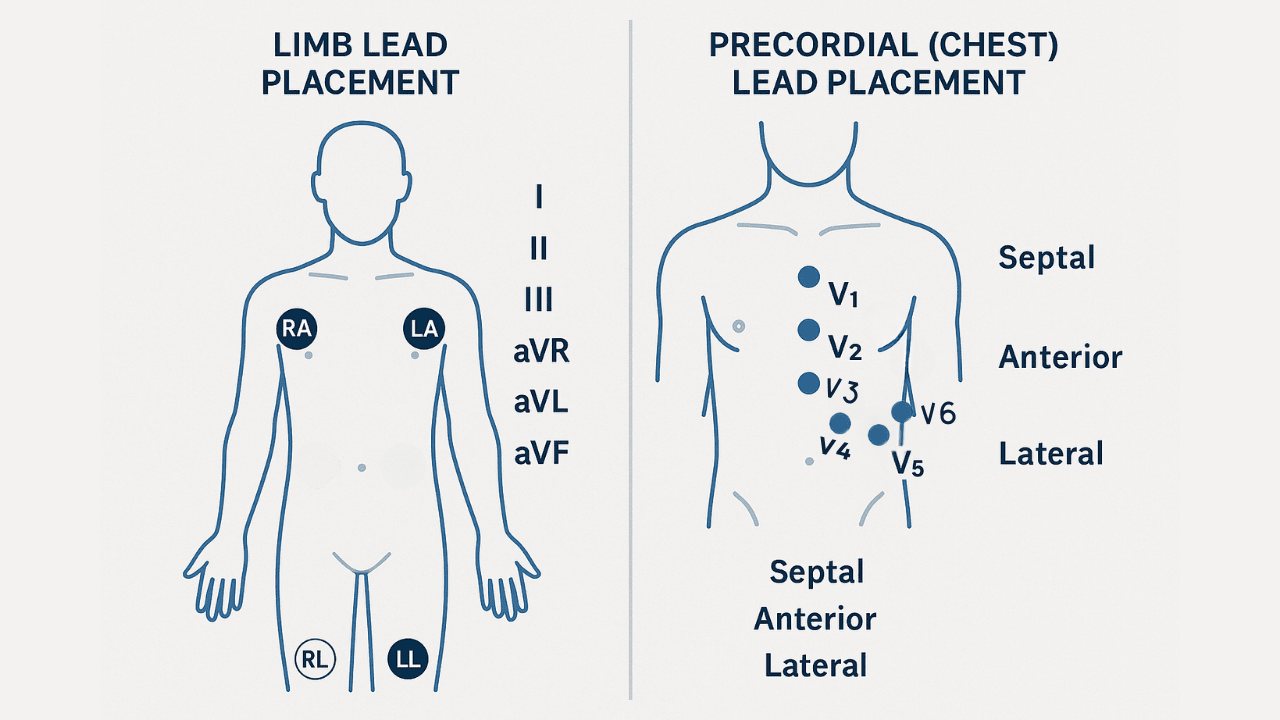 LIMB LEAD
PLACEMENT
I
II
III
aVR
aVL
aVF
RA
LA
RL
LL
PRECORDIAL (CHEST)
LEAD PLACEMENT
V1
V2
V3
V4
V5
V6
Septal
Anterior
Lateral
Septal
Anterior
Lateral